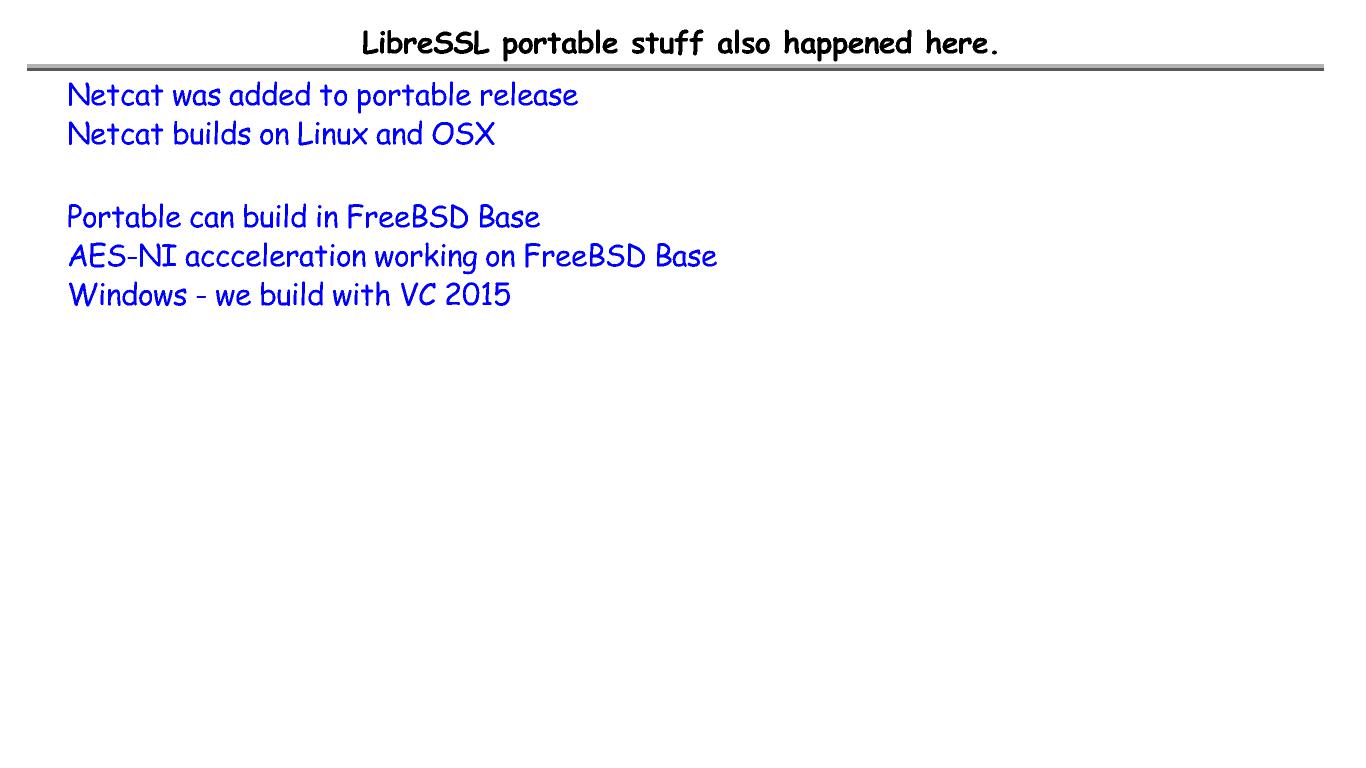 LibreSSL portable stuff also happened here.
Netcat was added to portable release
Netcat builds on Linux and OSX
Portable can build in FreeBSD Base
AES-NI accceleration working on FreeBSD Base
Windows - we build with VC 2015